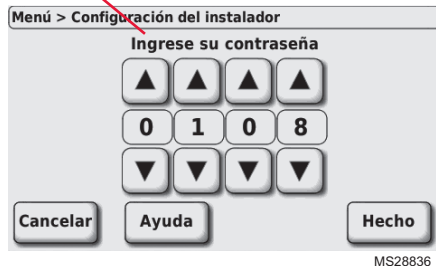 Menú > Configuración del instalador
Ingrese su contraseña
0 1 0 8
Cancelar Ayuda Hecho
MS28836